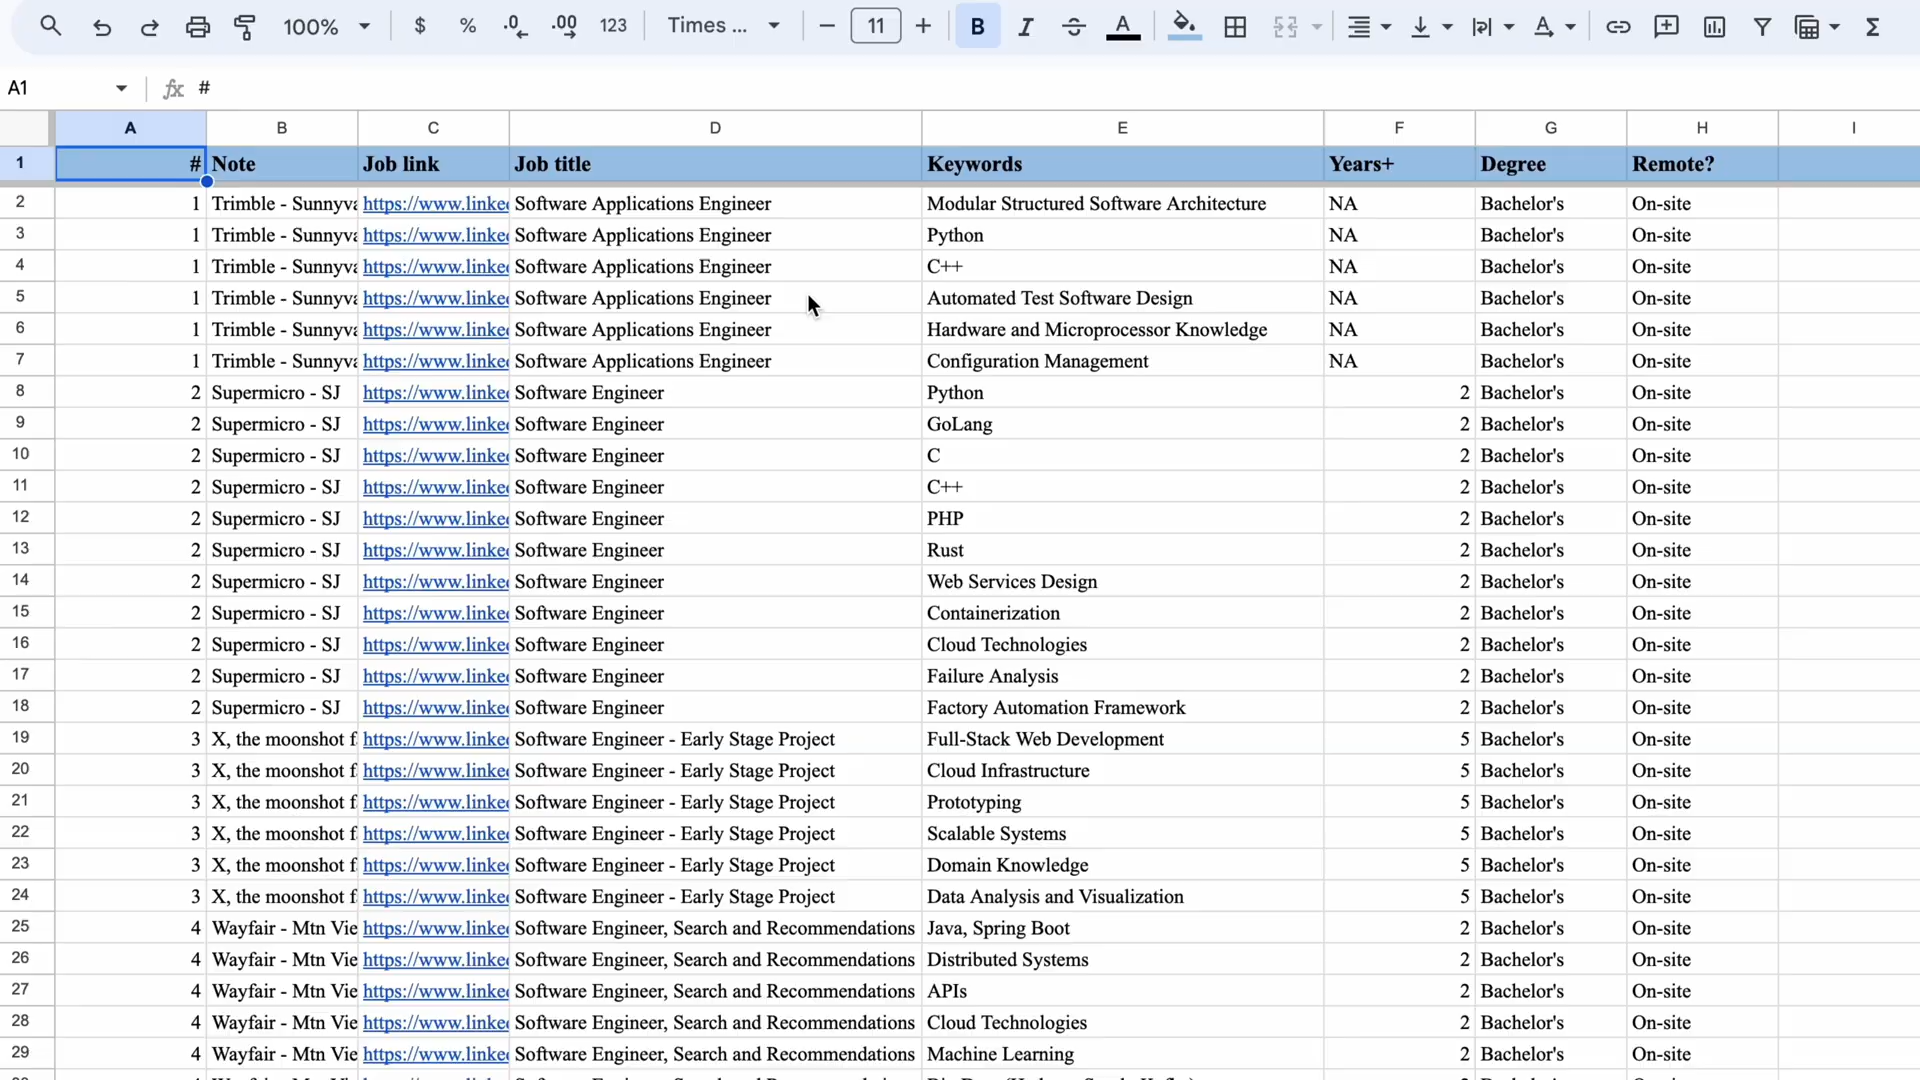 100% $ % .0 .00 123 Times ... 11 B I A A Σ
A1 fx #
A B C D E F G H I
1 # Note Job link Job title Keywords Years+ Degree Remote?
2 1 Trimble - Sunnyva https://www.linke Software Applications Engineer Modular Structured Software Architecture NA Bachelor's On-site
3 1 Trimble - Sunnyva https://www.linke Software Applications Engineer Python NA Bachelor's On-site
4 1 Trimble - Sunnyva https://www.linke Software Applications Engineer C++ NA Bachelor's On-site
5 1 Trimble - Sunnyva https://www.linke Software Applications Engineer Automated Test Software Design NA Bachelor's On-site
6 1 Trimble - Sunnyva https://www.linke Software Applications Engineer Hardware and Microprocessor Knowledge NA Bachelor's On-site
7 1 Trimble - Sunnyva https://www.linke Software Applications Engineer Configuration Management NA Bachelor's On-site
8 2 Supermicro - SJ https://www.linke Software Engineer Python 2 Bachelor's On-site
9 2 Supermicro - SJ https://www.linke Software Engineer GoLang 2 Bachelor's On-site
10 2 Supermicro - SJ https://www.linke Software Engineer C 2 Bachelor's On-site
11 2 Supermicro - SJ https://www.linke Software Engineer C++ 2 Bachelor's On-site
12 2 Supermicro - SJ https://www.linke Software Engineer PHP 2 Bachelor's On-site
13 2 Supermicro - SJ https://www.linke Software Engineer Rust 2 Bachelor's On-site
14 2 Supermicro - SJ https://www.linke Software Engineer Web Services Design 2 Bachelor's On-site
15 2 Supermicro - SJ https://www.linke Software Engineer Containerization 2 Bachelor's On-site
16 2 Supermicro - SJ https://www.linke Software Engineer Cloud Technologies 2 Bachelor's On-site
17 2 Supermicro - SJ https://www.linke Software Engineer Failure Analysis 2 Bachelor's On-site
18 2 Supermicro - SJ https://www.linke Software Engineer Factory Automation Framework 2 Bachelor's On-site
19 3 X, the moonshot f https://www.linke Software Engineer - Early Stage Project Full-Stack Web Development 5 Bachelor's On-site
20 3 X, the moonshot f https://www.linke Software Engineer - Early Stage Project Cloud Infrastructure 5 Bachelor's On-site
21 3 X, the moonshot f https://www.linke Software Engineer - Early Stage Project Prototyping 5 Bachelor's On-site
22 3 X, the moonshot f https://www.linke Software Engineer - Early Stage Project Scalable Systems 5 Bachelor's On-site
23 3 X, the moonshot f https://www.linke Software Engineer - Early Stage Project Domain Knowledge 5 Bachelor's On-site
24 3 X, the moonshot f https://www.linke Software Engineer - Early Stage Project Data Analysis and Visualization 5 Bachelor's On-site
25 4 Wayfair - Mtn Vie https://www.linke Software Engineer, Search and Recommendations Java, Spring Boot 2 Bachelor's On-site
26 4 Wayfair - Mtn Vie https://www.linke Software Engineer, Search and Recommendations Distributed Systems 2 Bachelor's On-site
27 4 Wayfair - Mtn Vie https://www.linke Software Engineer, Search and Recommendations APIs 2 Bachelor's On-site
28 4 Wayfair - Mtn Vie https://www.linke Software Engineer, Search and Recommendations Cloud Technologies 2 Bachelor's On-site
29 4 Wayfair - Mtn Vie https://www.linke Software Engineer, Search and Recommendations Machine Learning 2 Bachelor's On-site